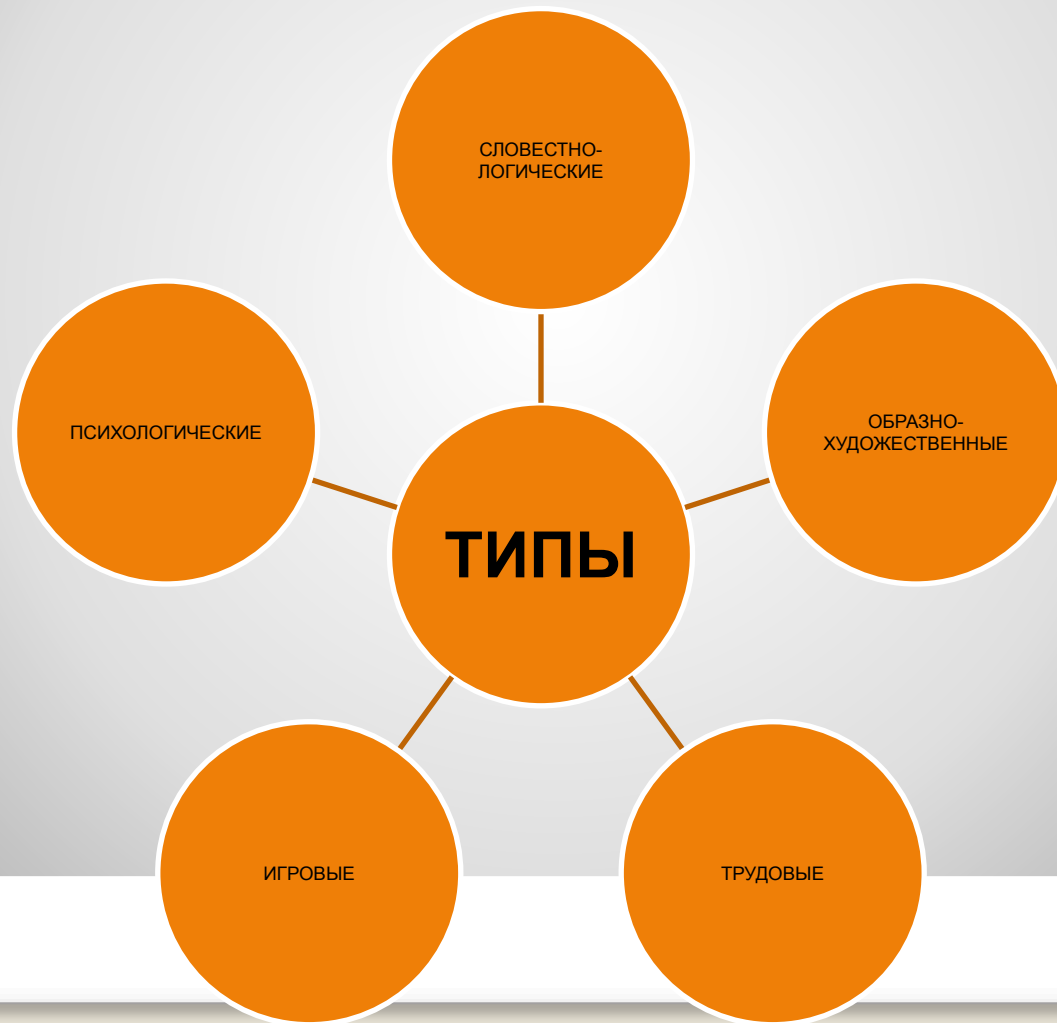 СЛОВЕСТНО-
ЛОГИЧЕСКИЕ
ПСИХОЛОГИЧЕСКИЕ
ОБРАЗНО-
ХУДОЖЕСТВЕННЫЕ
ТИПЫ
ИГРОВЫЕ
ТРУДОВЫЕ